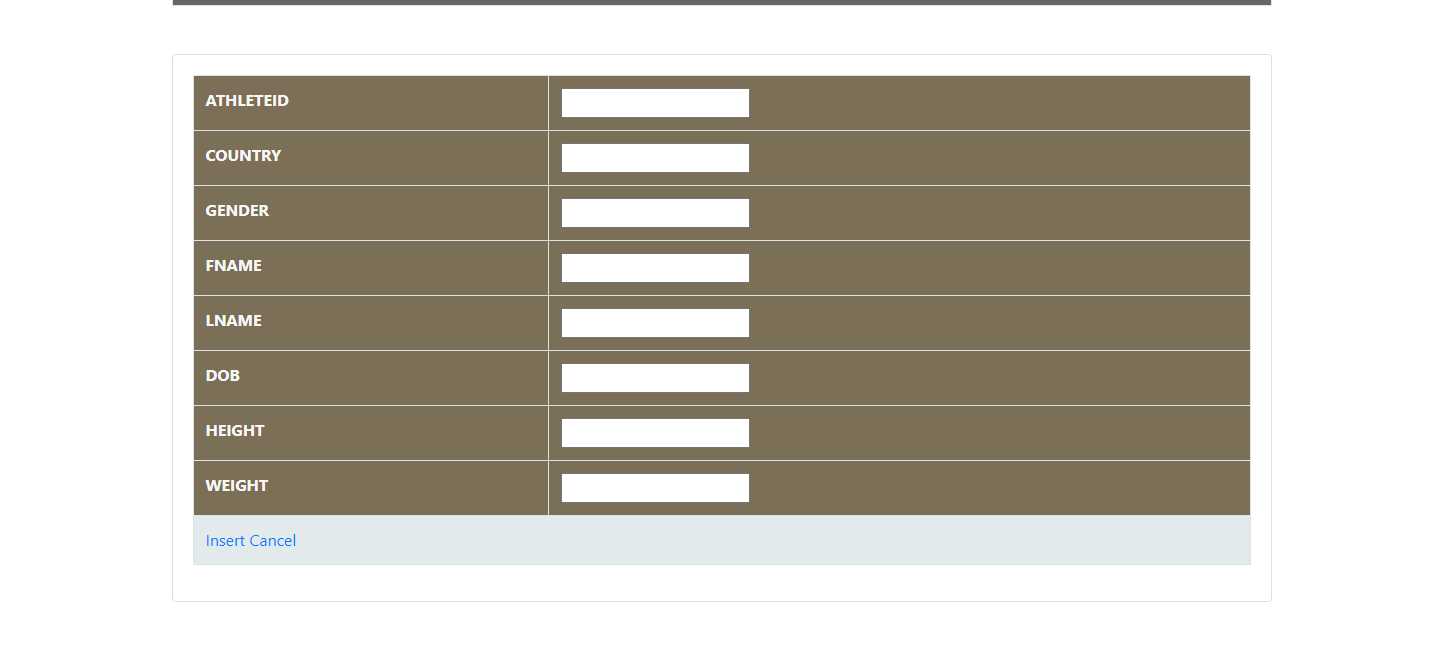 ATHLETEID
COUNTRY
GENDER
FNAME
LNAME
DOB
HEIGHT
WEIGHT
Insert Cancel